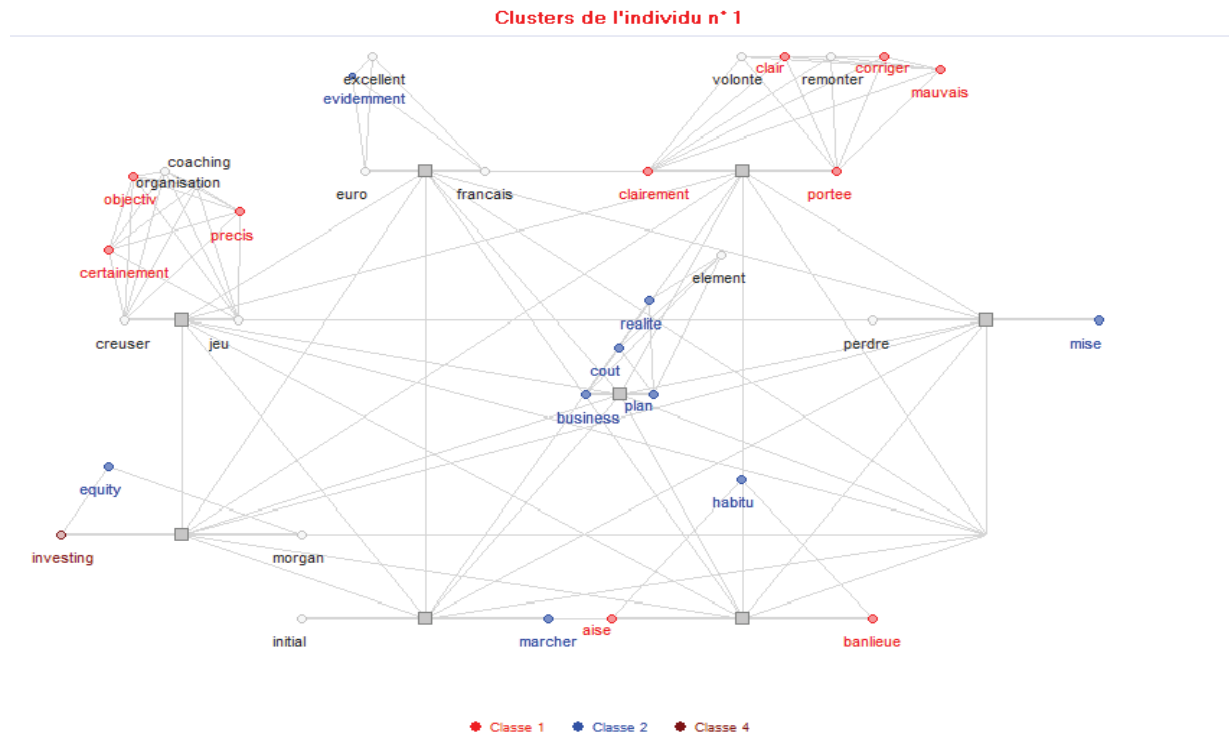 Clusters de l'individu n° 1
excellent
evidemment
volonte
clair
remonter
corriger
mauvais
coaching
organisation
objectiv
precis
certainement
euro
francais
clairement
portee
element
realite
creuser
jeu
perdre
mise
cout
plan
business
equity
habitu
investing
morgan
initial
marcher
aise
banlieue
Classe 1 Classe 2 Classe 4